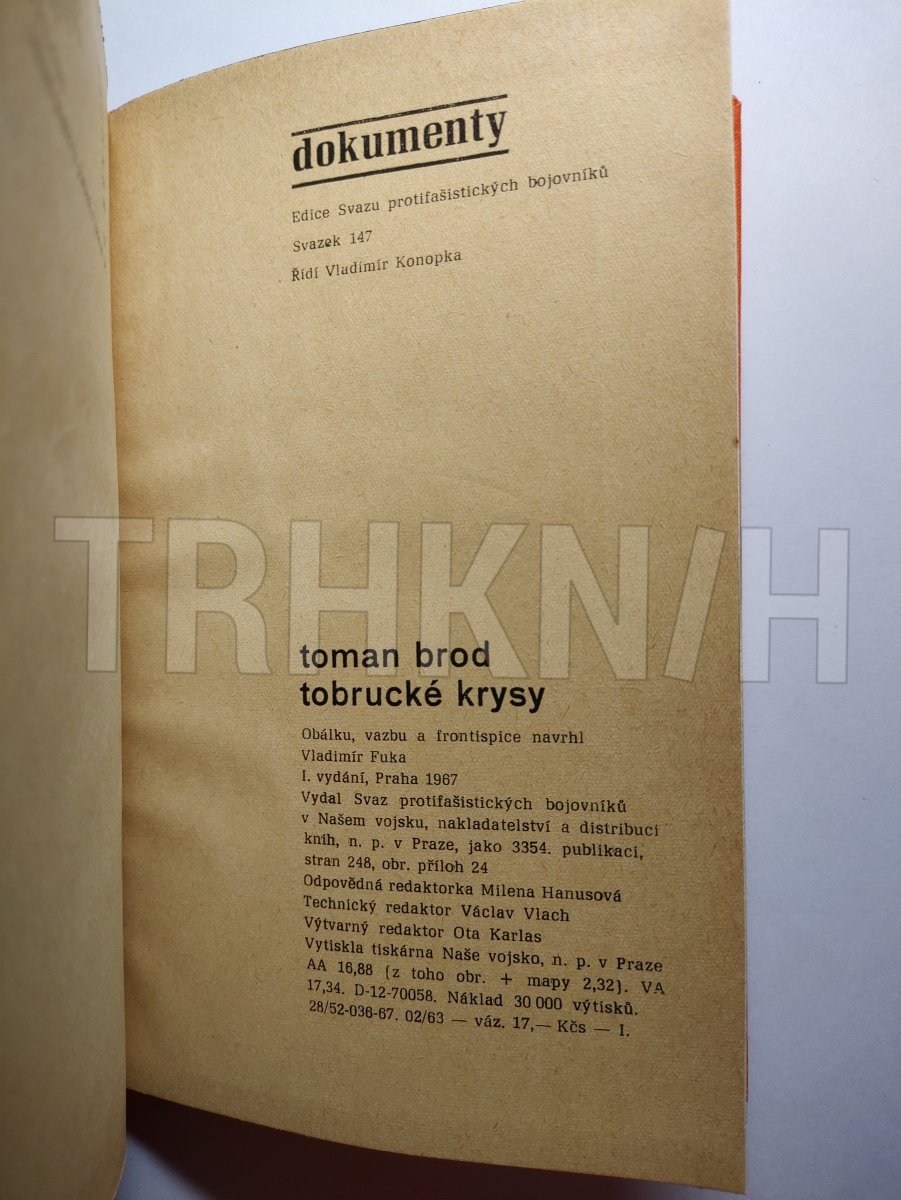 dokumenty
Edice Svazu protifašistických bojovníků
Svazek 147
Řídí Vladimír Konopka
TRHKNIH
toman brod
tobrucké krysy
Obálku, vazbu a frontispice navrhl
Vladimír Fuka
I. vydání, Praha 1967
Vydal Svaz protifašistických bojovníků
v Našem vojsku, nakladatelství a distribuci
knih, n. p. v Praze, jako 3354. publikaci,
stran 248, obr. příloh 24
Odpovědná redaktorka Milena Hanusová
Technický redaktor Václav Vlach
Výtvarný redaktor Ota Karlas
Vytiskla tiskárna Naše vojsko, n. p. v Praze
AA 16,88 (z toho obr. + mapy 2,32). VA
17,34. D-12-70058. Náklad 30 000 výtisků.
28/52-036-67. 02/63 — váz. 17,— Kčs — I.